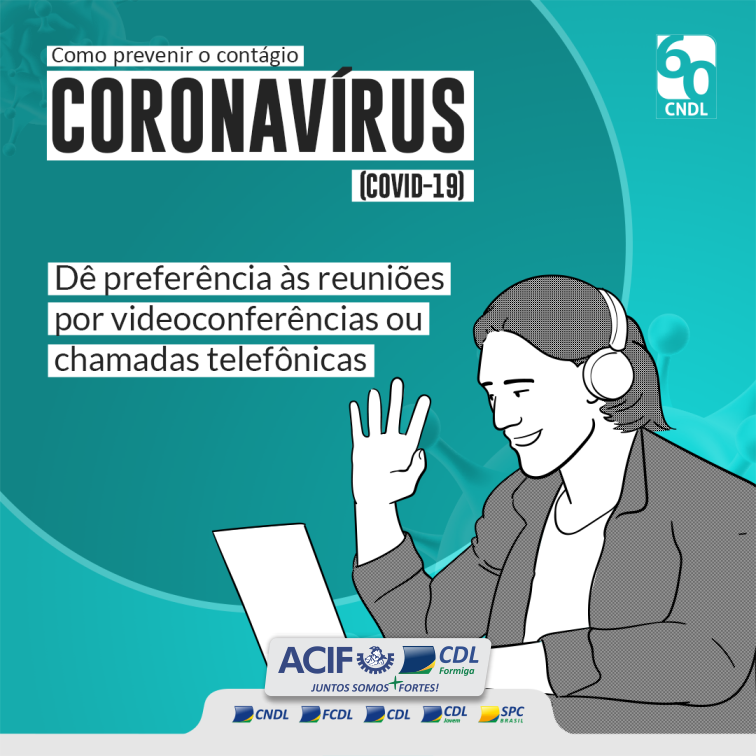 Como prevenir o contágio
CORONAVÍRUS
(COVID-19)
60
CNDL
Dê preferência às reuniões
por videoconferências ou
chamadas telefônicas
ACIF CDL
Formiga
JUNTOS SOMOS + FORTES!
CNDL FCDL CDL CDL Jovem SPC BRASIL